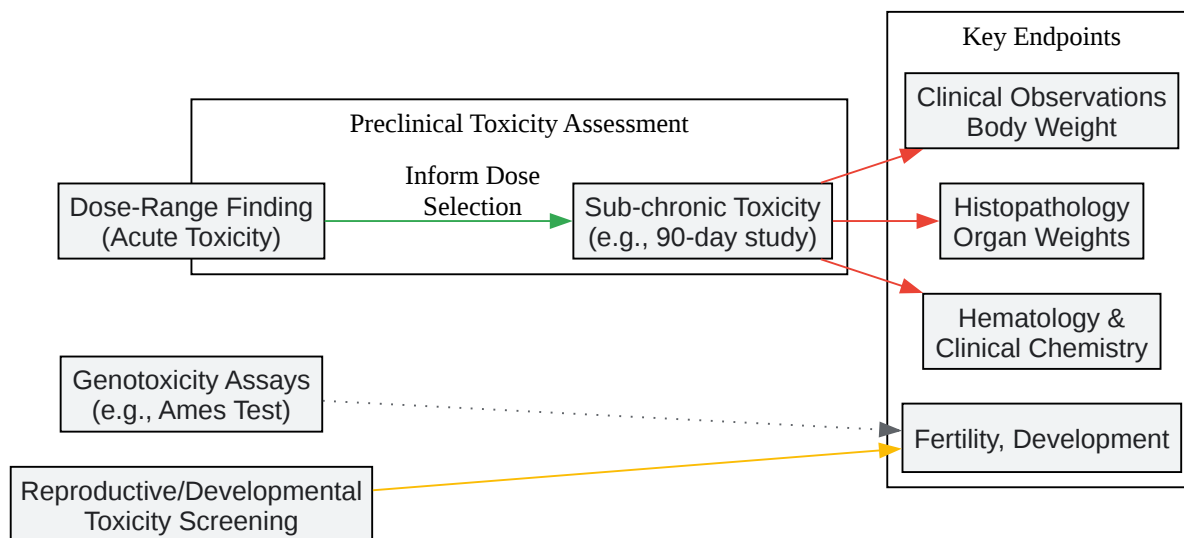 Key Endpoints
Clinical Observations
Body Weight
Preclinical Toxicity Assessment
Inform Dose
Selection
Dose-Range Finding
(Acute Toxicity)
Sub-chronic Toxicity
(e.g., 90-day study)
Histopathology
Organ Weights
Hematology &
Clinical Chemistry
Genotoxicity Assays
(e.g., Ames Test)
Fertility, Development
Reproductive/Developmental
Toxicity Screening